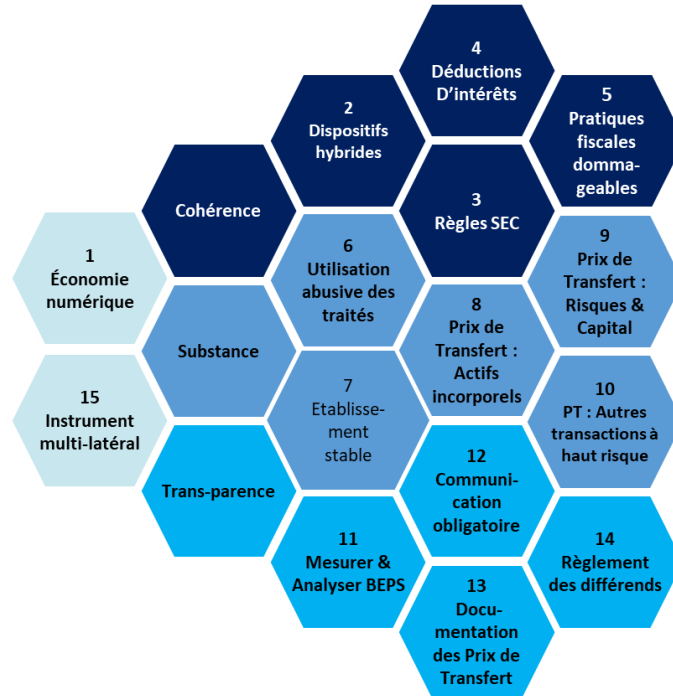 4
Déductions
D'intérêts
2
Dispositifs
hybrides
5
Pratiques
fiscales
domma-
geables
Cohérence
3
Règles SEC
1
Économie
numérique
6
Utilisation
abusive des
traités
9
Prix de
Transfert :
Risques &
Capital
Substance
8
Prix de
Transfert :
Actifs
incorporels
15
Instrument
multi-latéral
7
Etablisse-
ment
stable
10
PT : Autres
transactions à
haut risque
Trans-parence
12
Communi-
cation
obligatoire
11
Mesurer &
Analyser BEPS
14
Règlement
des différends
13
Docu-
mentation
des Prix de
Transfert